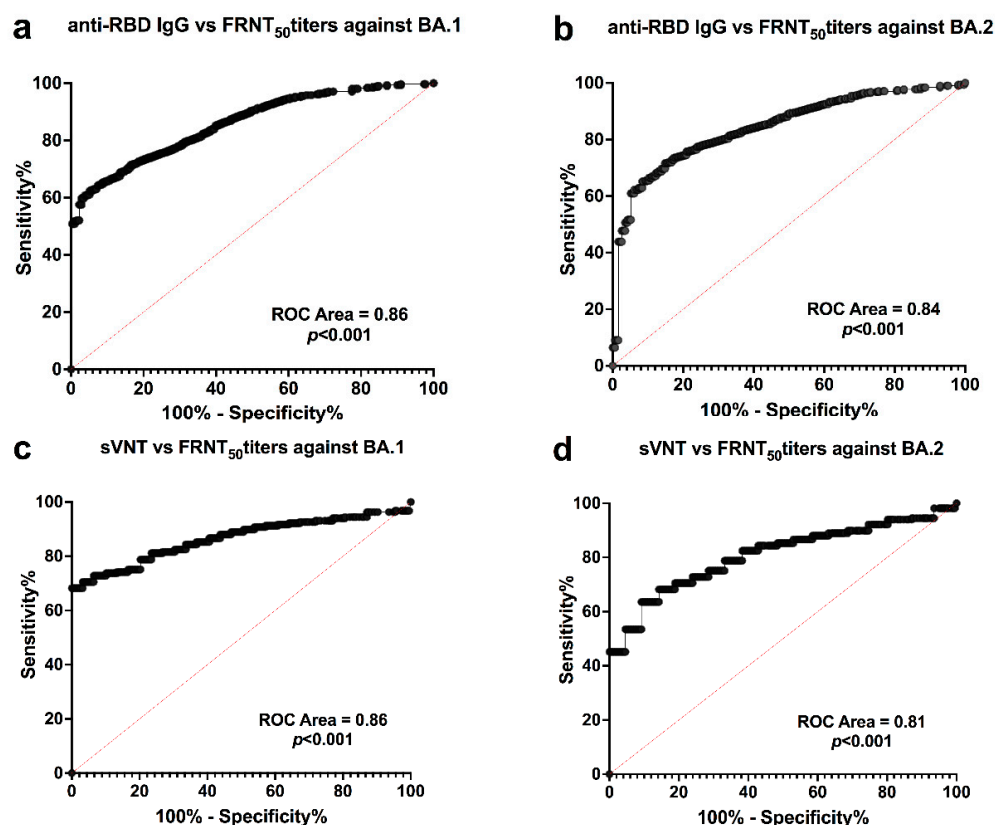 a
anti-RBD IgG vs FRNT50titers against BA.1
100
80
60
40
20
0
Sensitivity%
ROC Area = 0.86
p<0.001
0 20 40 60 80 100
100% - Specificity%
b
anti-RBD IgG vs FRNT50titers against BA.2
100
80
60
40
20
0
Sensitivity%
ROC Area = 0.84
p<0.001
0 20 40 60 80 100
100% - Specificity%
c
sVNT vs FRNT50titers against BA.1
100
80
60
40
20
0
Sensitivity%
ROC Area = 0.86
p<0.001
0 20 40 60 80 100
100% - Specificity%
d
sVNT vs FRNT50titers against BA.2
100
80
60
40
20
0
Sensitivity%
ROC Area = 0.81
p<0.001
0 20 40 60 80 100
100% - Specificity%